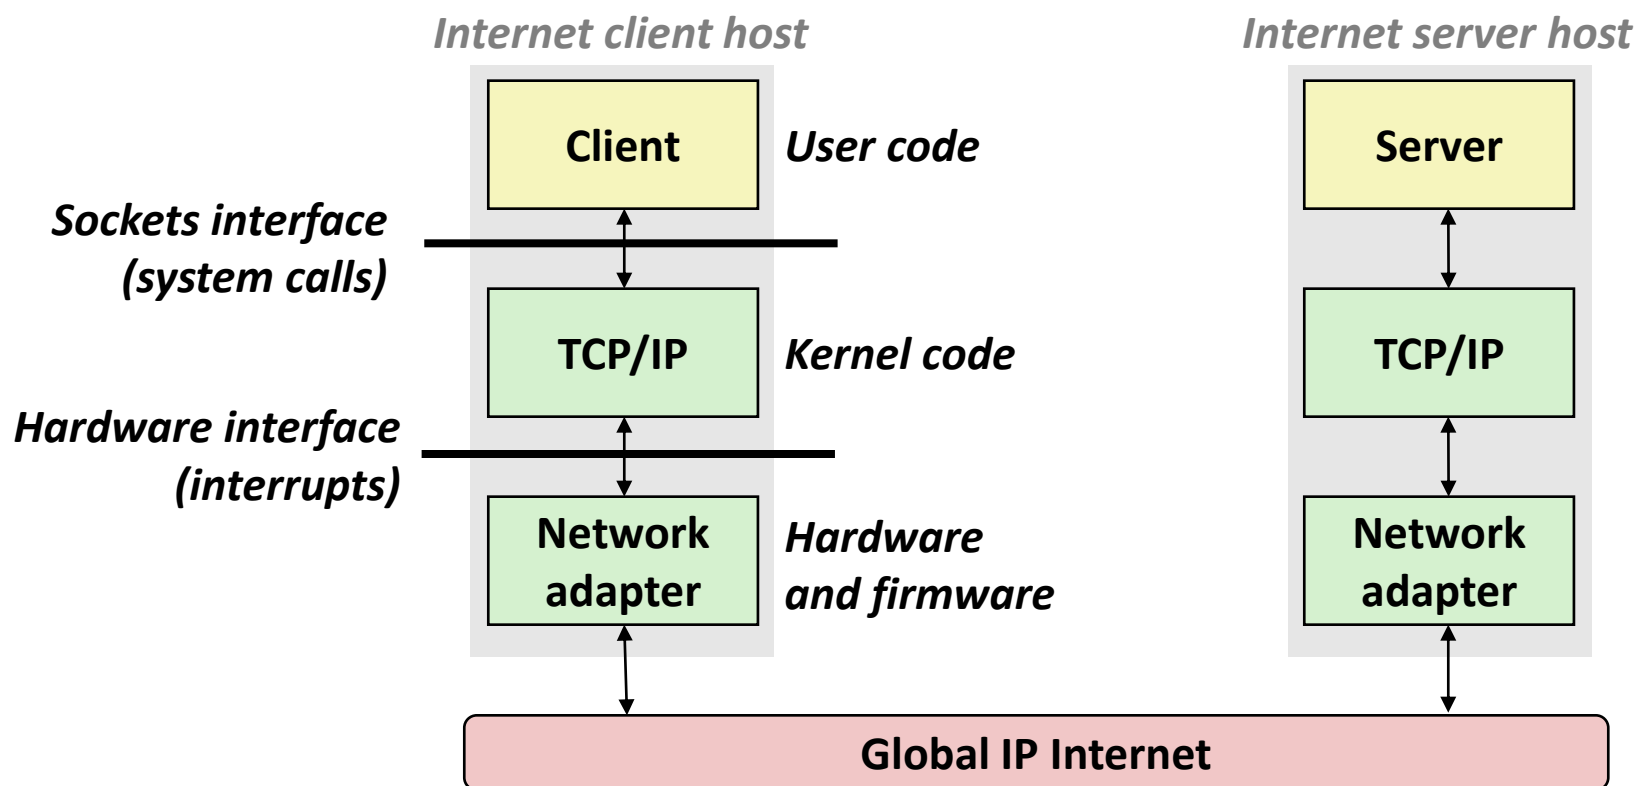 Internet client host
Internet server host
Client
User code
Server
Sockets interface
(system calls)
TCP/IP
Kernel code
TCP/IP
Hardware interface
(interrupts)
Network
adapter
Hardware
and firmware
Network
adapter
Global IP Internet